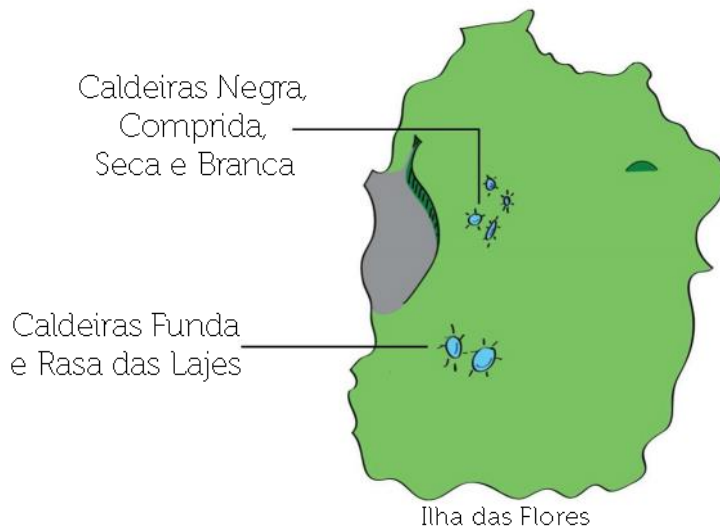 Caldeiras Negra,
Comprida,
Seca e Branca
Caldeiras Funda
e Rasa das Lajes
Ilha das Flores